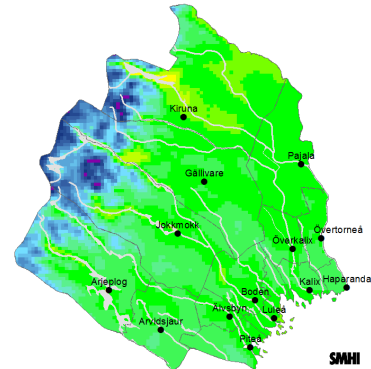 Kiruna
Pajala
Gällivare
Jokkmokk
Övertorneå
Överkalix
Arjeplog
Boden
Kalix
Haparanda
Älvsbyn
Luleå
Arvidsjaur
Piteå
SMHI